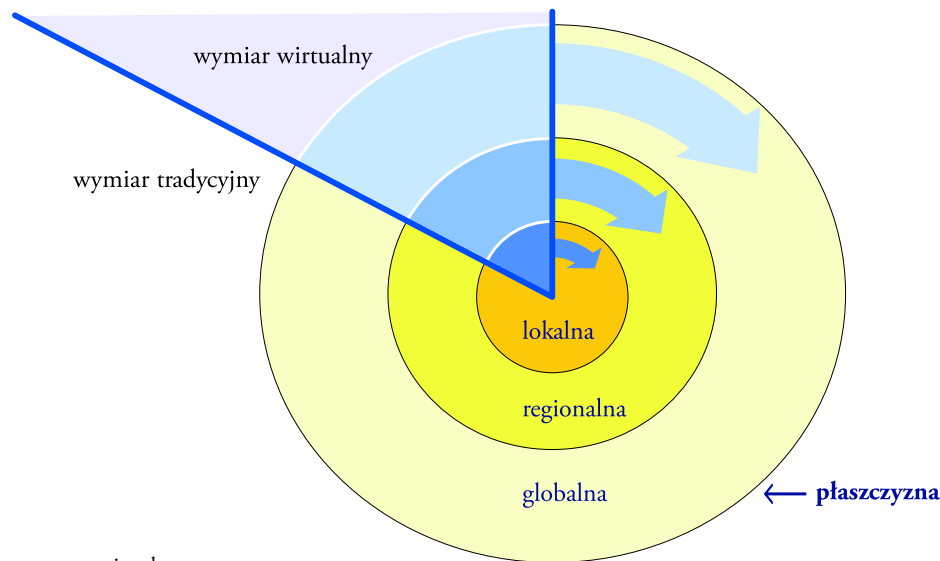 wymiar wirtualny
wymiar tradycyjny
lokalna
regionalna
globalna
płaszczyzna